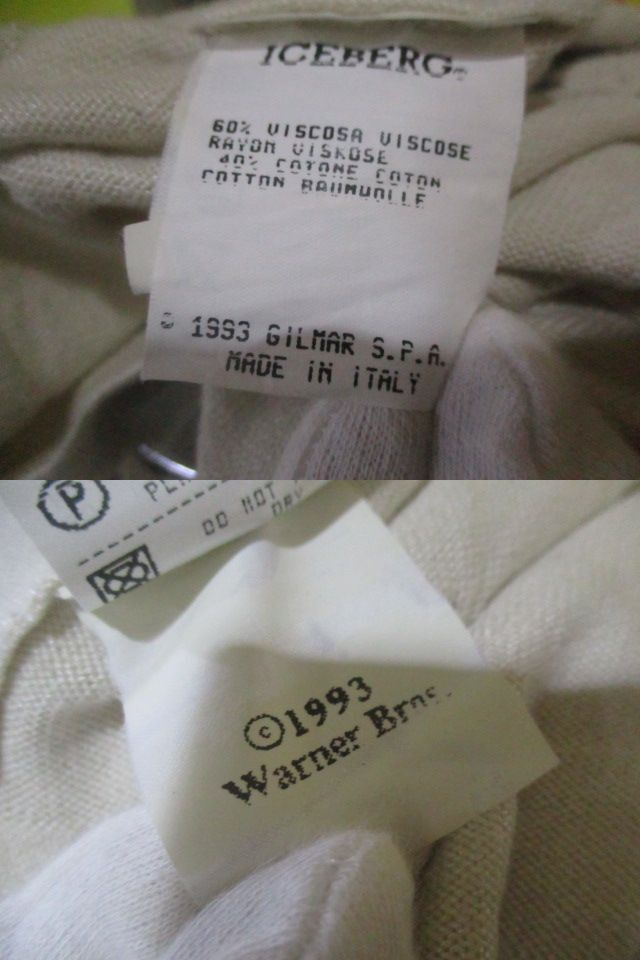 ICEBERG
60% VISCOSA VISCOSE
RAYON VISKOSE
40% COTONE COTON
COTTON BAUMWOLLE
© 1993 GILMAR S.P.A.
MADE IN ITALY
P
DO NOT
DRY
©1993
Warner Bros.